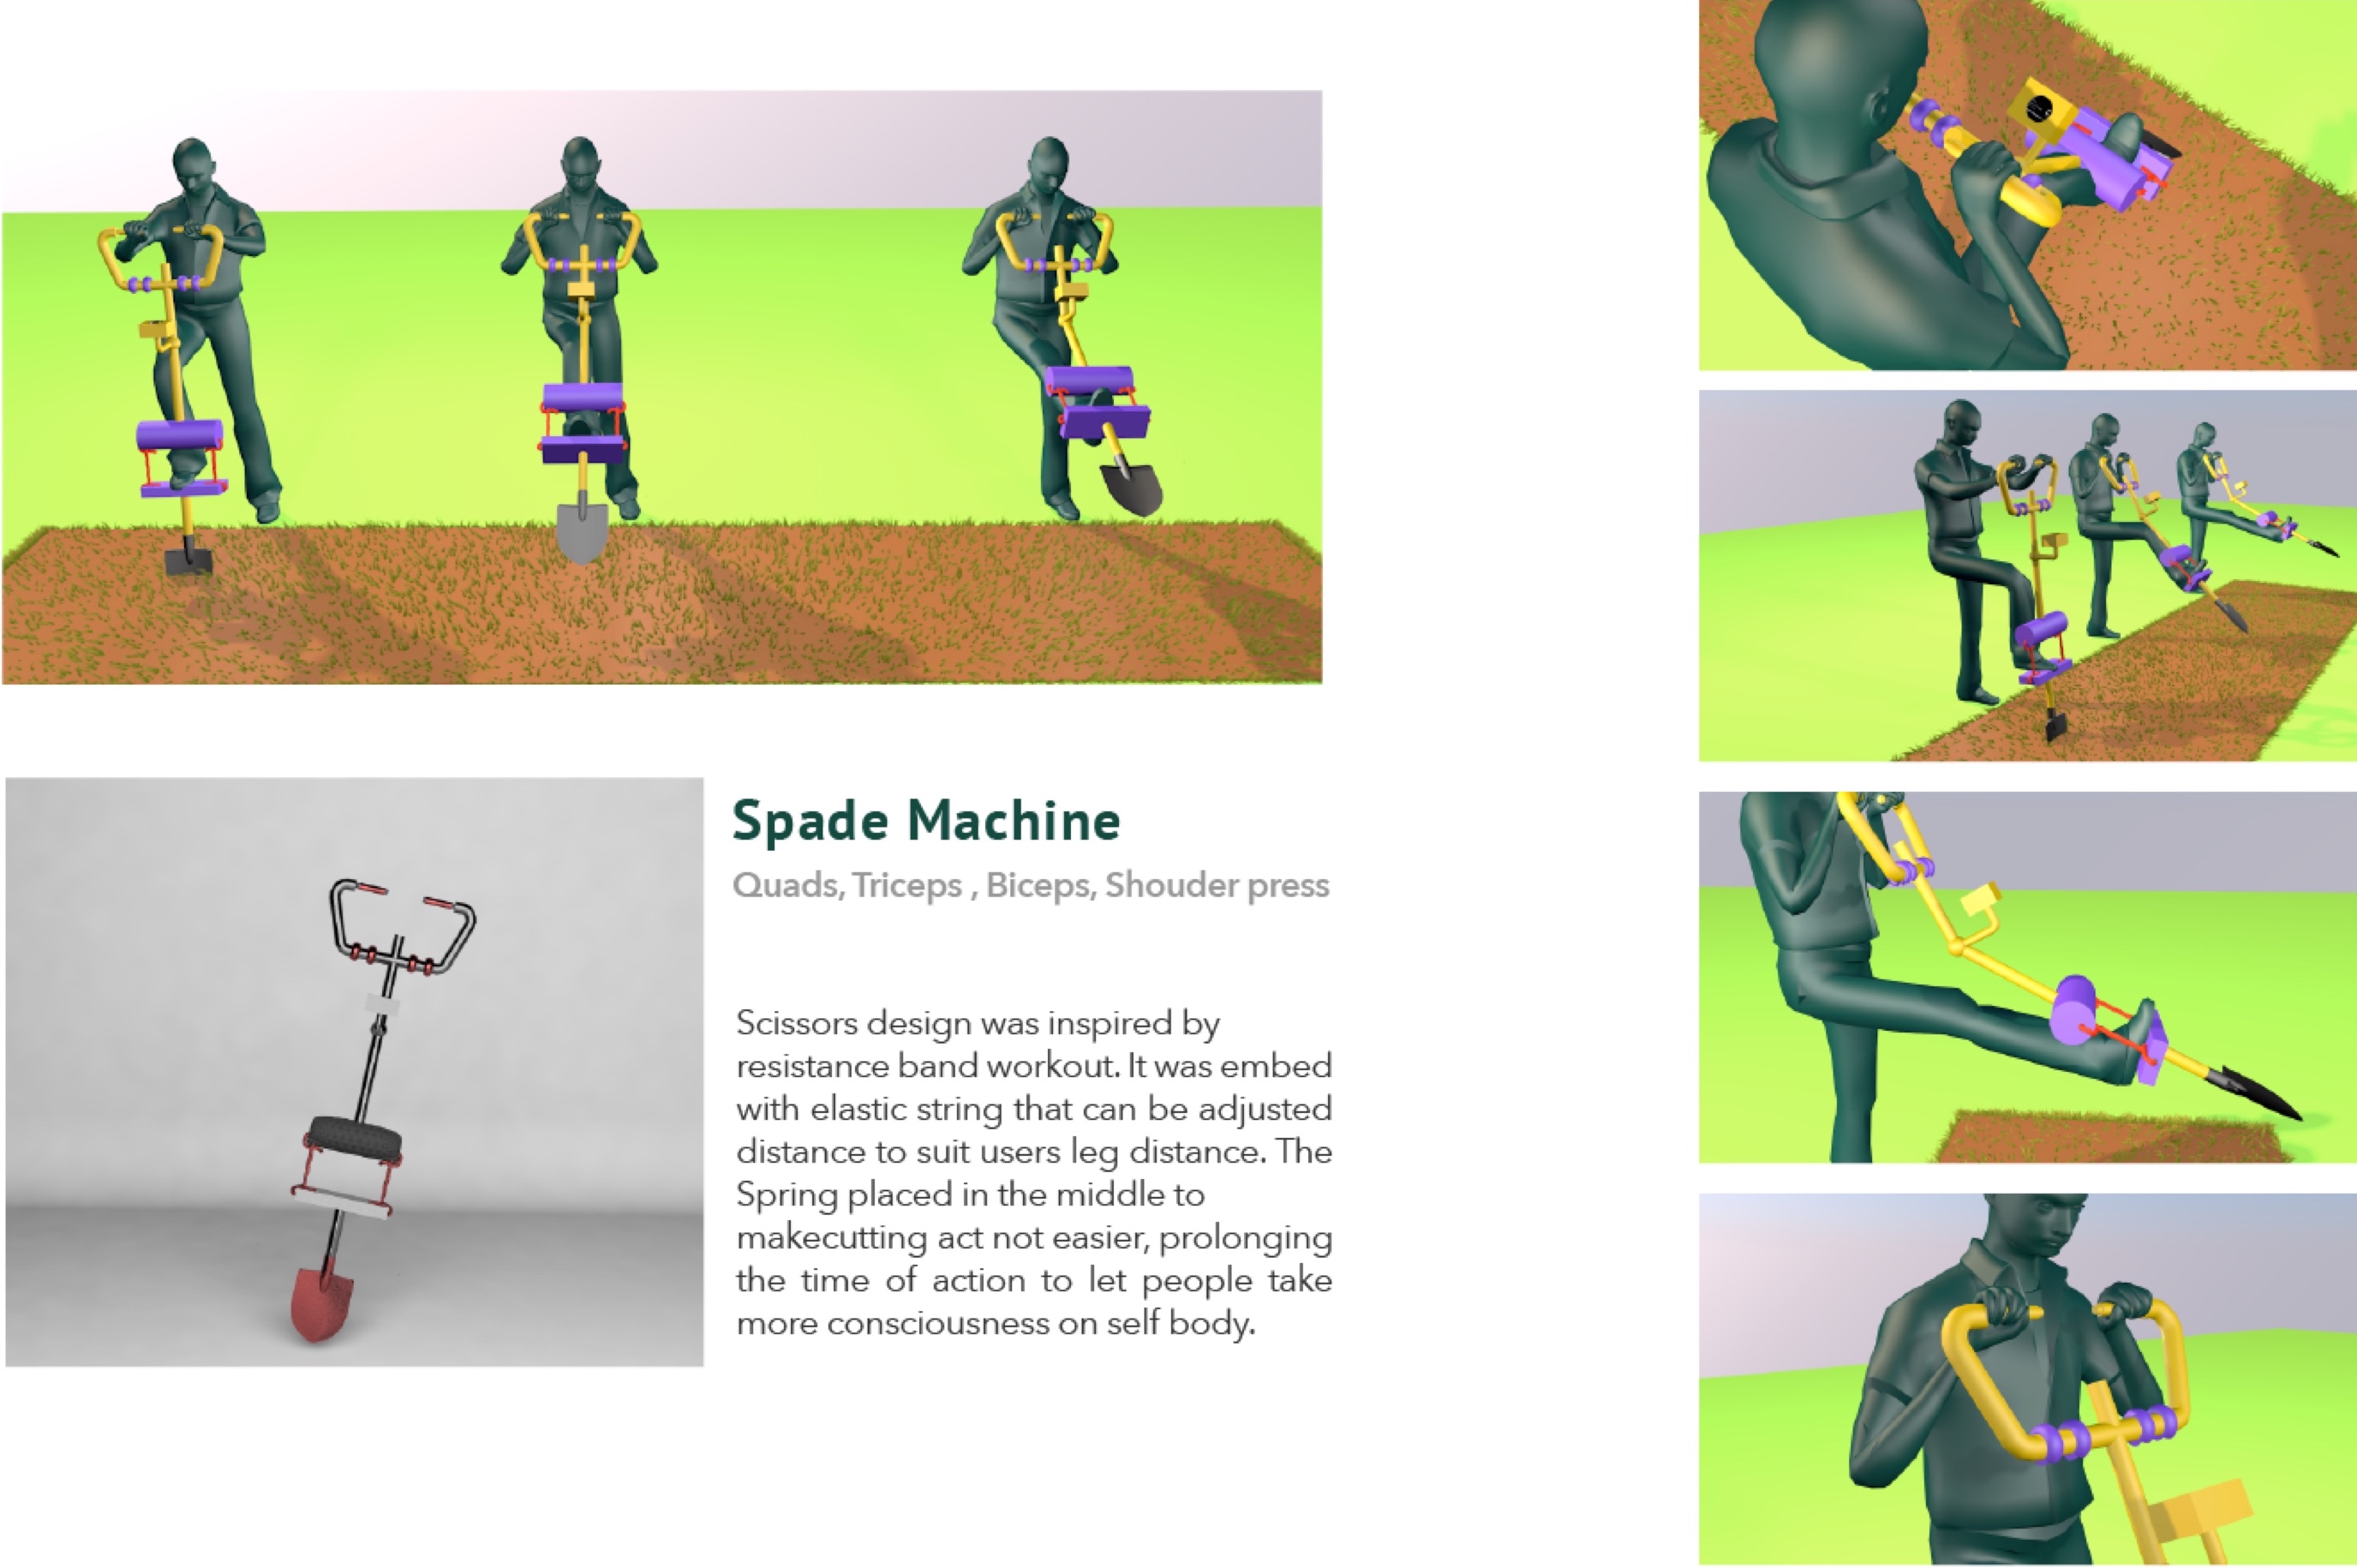 Spade Machine
Quads, Triceps , Biceps, Shouder press
Scissors design was inspired by
resistance band workout. It was embed
with elastic string that can be adjusted
distance to suit users leg distance. The
Spring placed in the middle to
makecutting act not easier, prolonging
the time of action to let people take
more consciousness on self body.